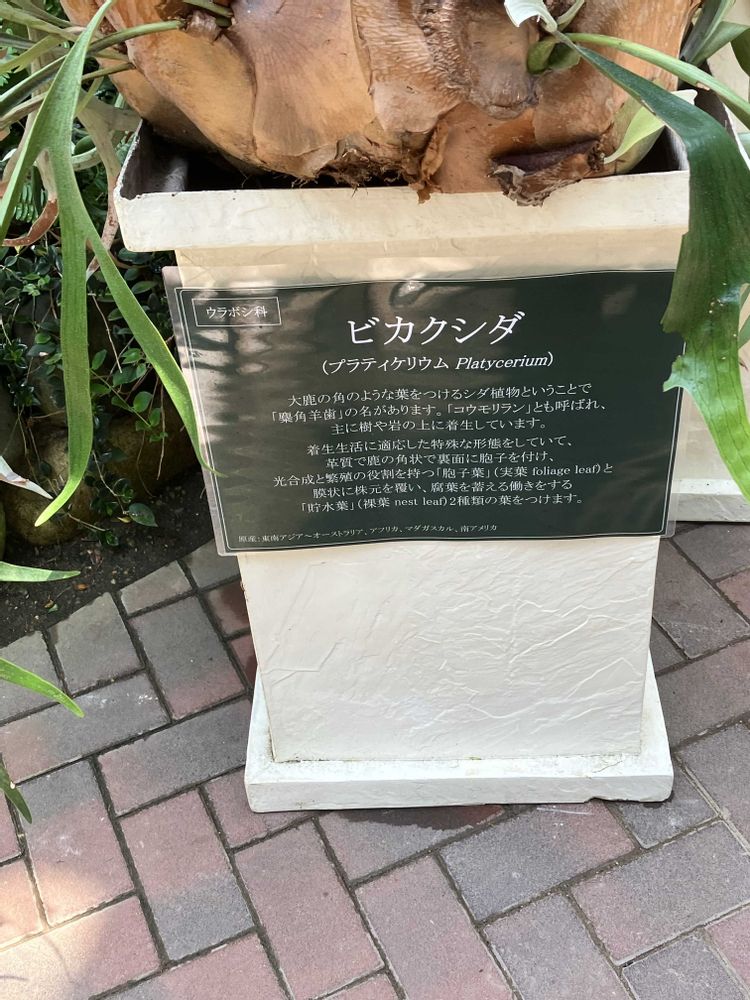 ウラボシ科
ビカクシダ
(プラティケリウム Platycerium)
大鹿の角のような葉をつけるシダ植物ということで
「麋角羊歯」の名があります。「コウモリラン」とも呼ばれ、
主に樹や岩の上に着生しています。
着生生活に適応した特殊な形態をしていて、
革質で鹿の角状で裏面に胞子を付け、
光合成と繁殖の役割を持つ「胞子葉」(実葉 foliage leaf)と
膜状に株元を覆い、腐葉を蓄える働きをする
「貯水葉」(裸葉 nest leaf)2種類の葉をつけます。
原産:東南アジア~オーストラリア、アフリカ、マダガスカル、南アメリカ